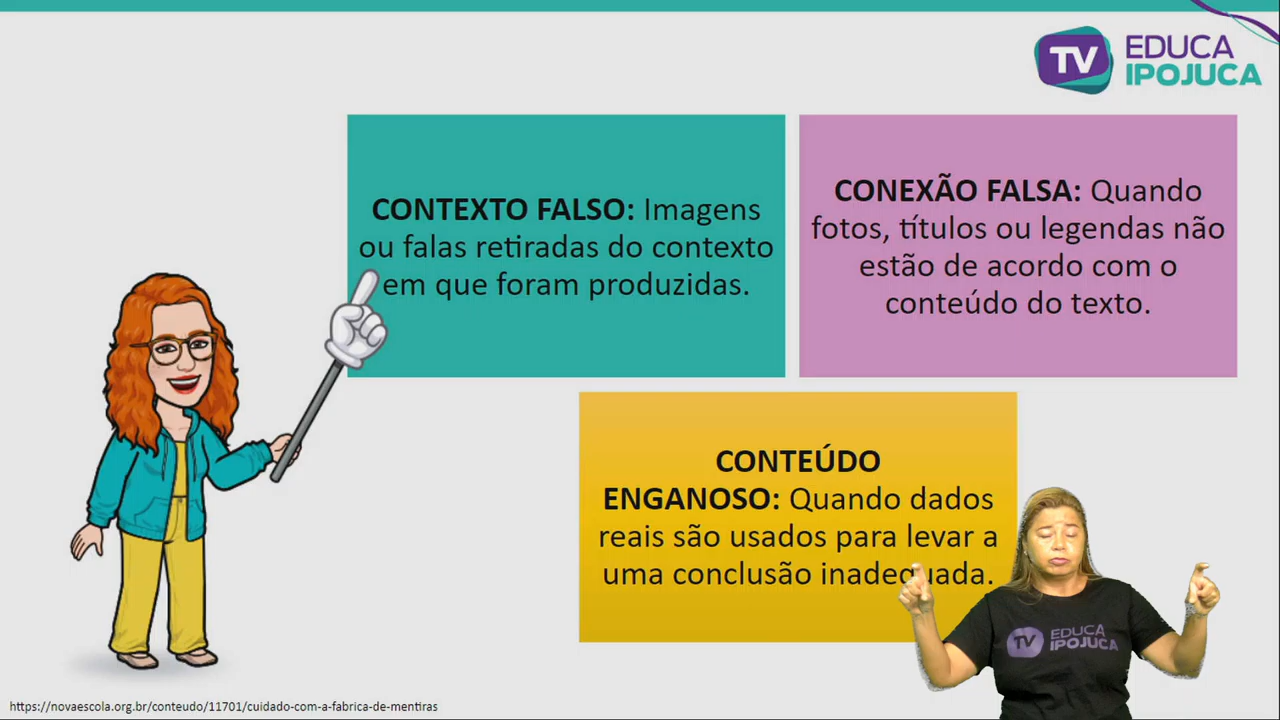 TV EDUCA
IPOJUCA
CONTEXTO FALSO: Imagens
ou falas retiradas do contexto
em que foram produzidas.
CONEXÃO FALSA: Quando
fotos, títulos ou legendas não
estão de acordo com o
conteúdo do texto.
CONTEÚDO
ENGANOSO: Quando dados
reais são usados para levar a
uma conclusão inadequada.
TV EDUCA
IPOJUCA
https://novaescola.org.br/conteudo/11701/cuidado-com-a-fabrica-de-mentiras